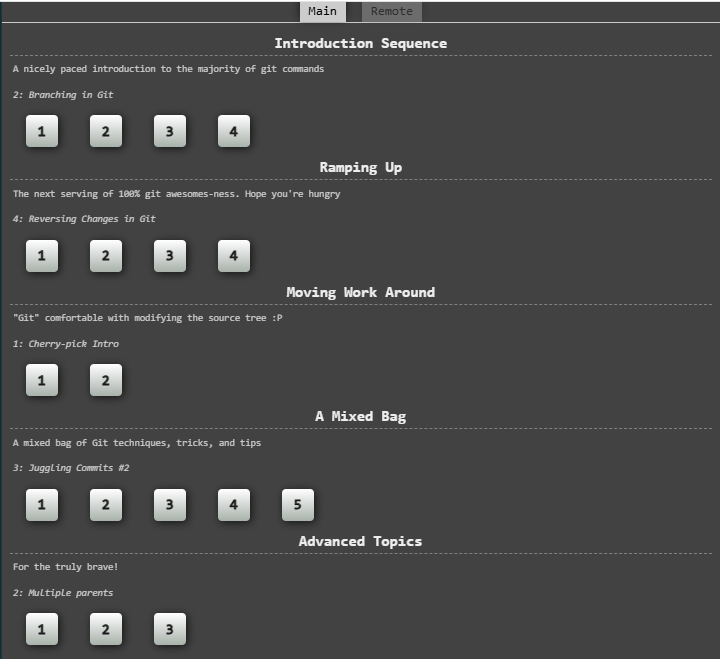 Main Remote
Introduction Sequence
A nicely paced introduction to the majority of git commands
2: Branching in Git
1 2 3 4
Ramping Up
The next serving of 100% git awesomes-ness. Hope you're hungry
4: Reversing Changes in Git
1 2 3 4
Moving Work Around
"Git" comfortable with modifying the source tree :P
1: Cherry-pick Intro
1 2
A Mixed Bag
A mixed bag of Git techniques, tricks, and tips
3: Juggling Commits #2
1 2 3 4 5
Advanced Topics
For the truly brave!
2: Multiple parents
1 2 3